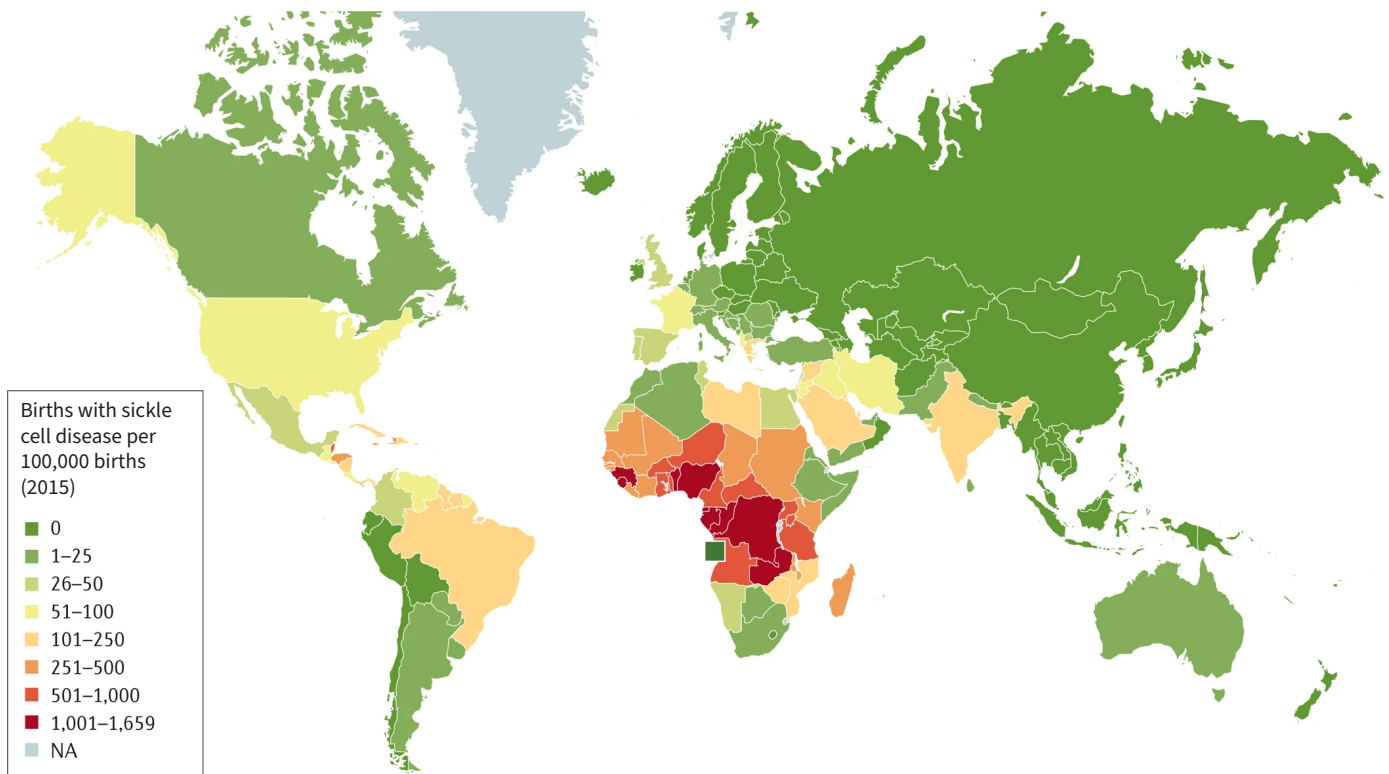 Births with sickle
cell disease per
100,000 births
(2015)
0
1–25
26–50
51–100
101–250
251–500
501–1,000
1,001–1,659
NA